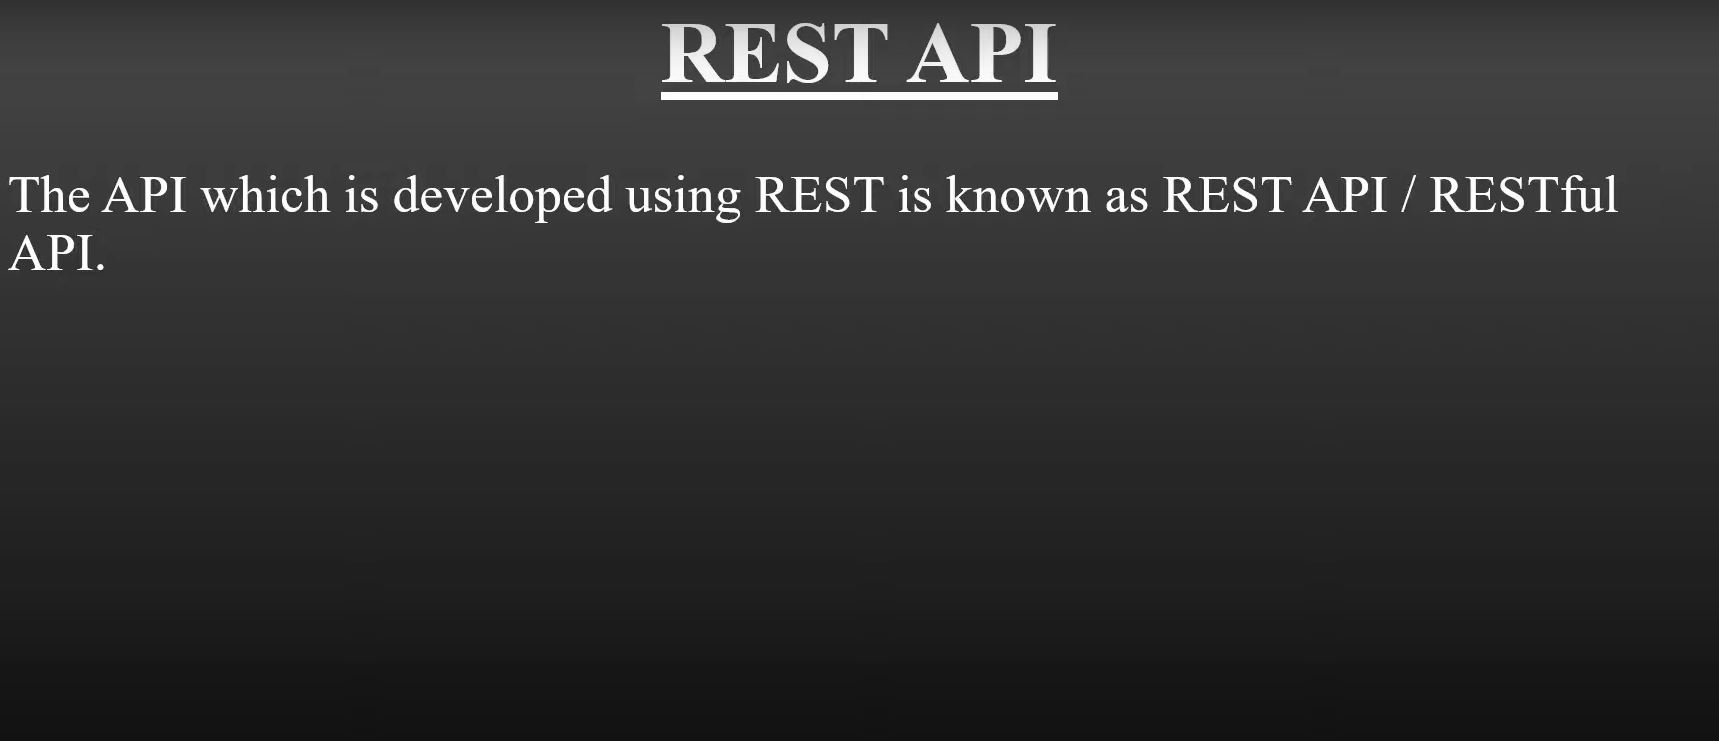 REST API
The API which is developed using REST is known as REST API / RESTful
API.